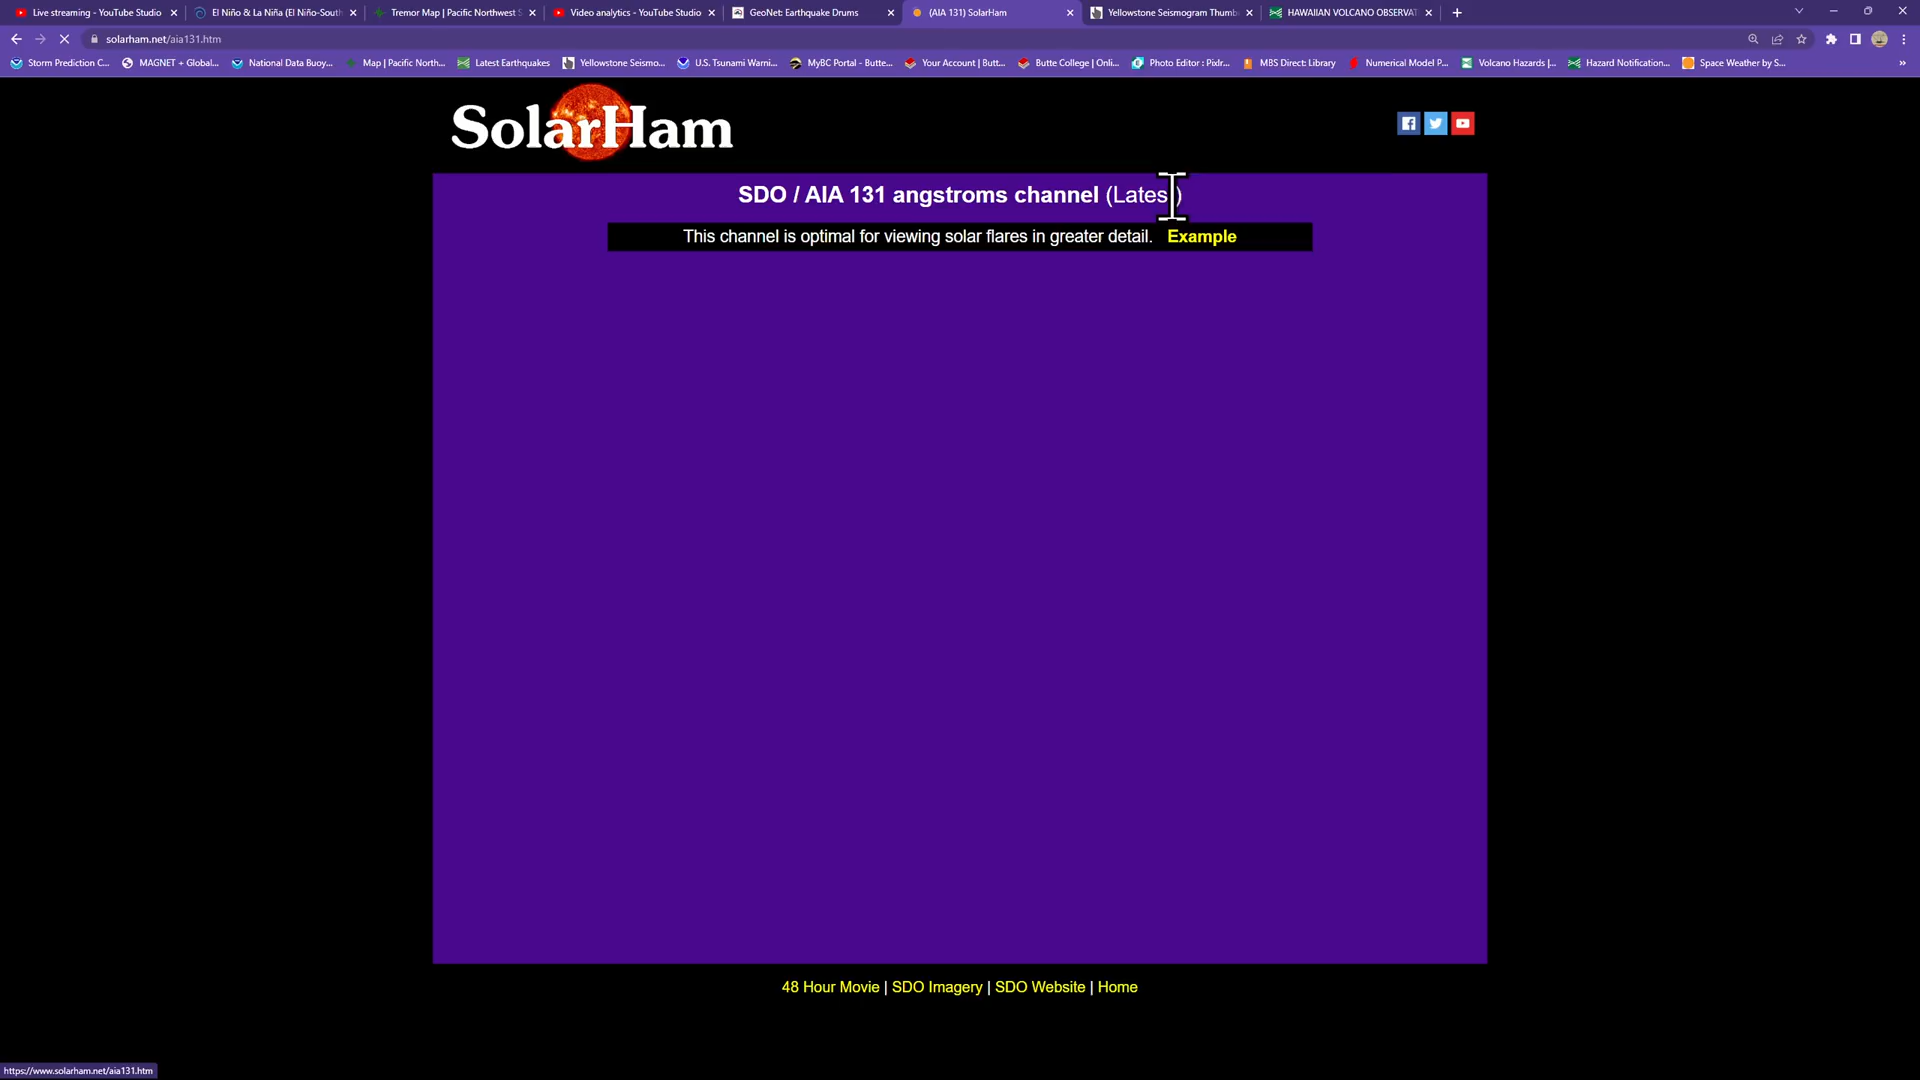 Live streaming - YouTube Studio
El Niño & La Niña (El Niño-South
Tremor Map | Pacific Northwest S
Video analytics - YouTube Studio
GeoNet: Earthquake Drums
(AIA 131) SolarHam
Yellowstone Seismogram Thumb
HAWAIIAN VOLCANO OBSERVAT
solarham.net/aia131.htm
Storm Prediction C...
MAGNET + Global...
National Data Buoy...
Map | Pacific North...
Latest Earthquakes
Yellowstone Seismo...
U.S. Tsunami Warni...
MyBC Portal - Butte...
Your Account | Butt...
Butte College | Onli...
Photo Editor : Pixlr...
MBS Direct: Library
Numerical Model P...
Volcano Hazards |...
Hazard Notification...
Space Weather by S...
SolarHam
SDO / AIA 131 angstroms channel (Lates )
This channel is optimal for viewing solar flares in greater detail. Example
48 Hour Movie | SDO Imagery | SDO Website | Home
https://www.solarham.net/aia131.htm